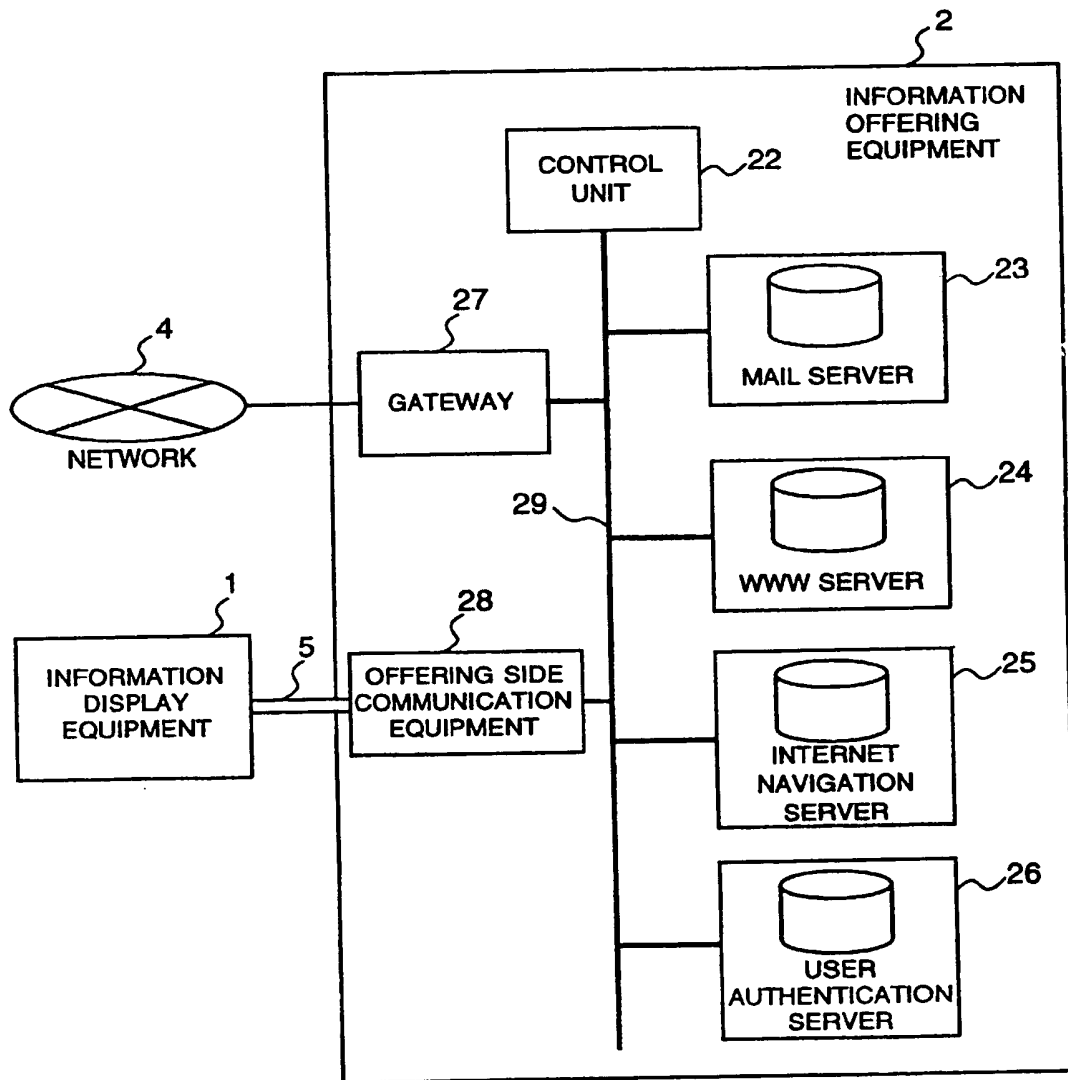 2
INFORMATION
OFFERING
EQUIPMENT
CONTROL
UNIT
22
23
MAIL SERVER
27
GATEWAY
4
NETWORK
24
WWW SERVER
29
1
INFORMATION
DISPLAY
EQUIPMENT
5
28
OFFERING SIDE
COMMUNICATION
EQUIPMENT
25
INTERNET
NAVIGATION
SERVER
26
USER
AUTHENTICATION
SERVER